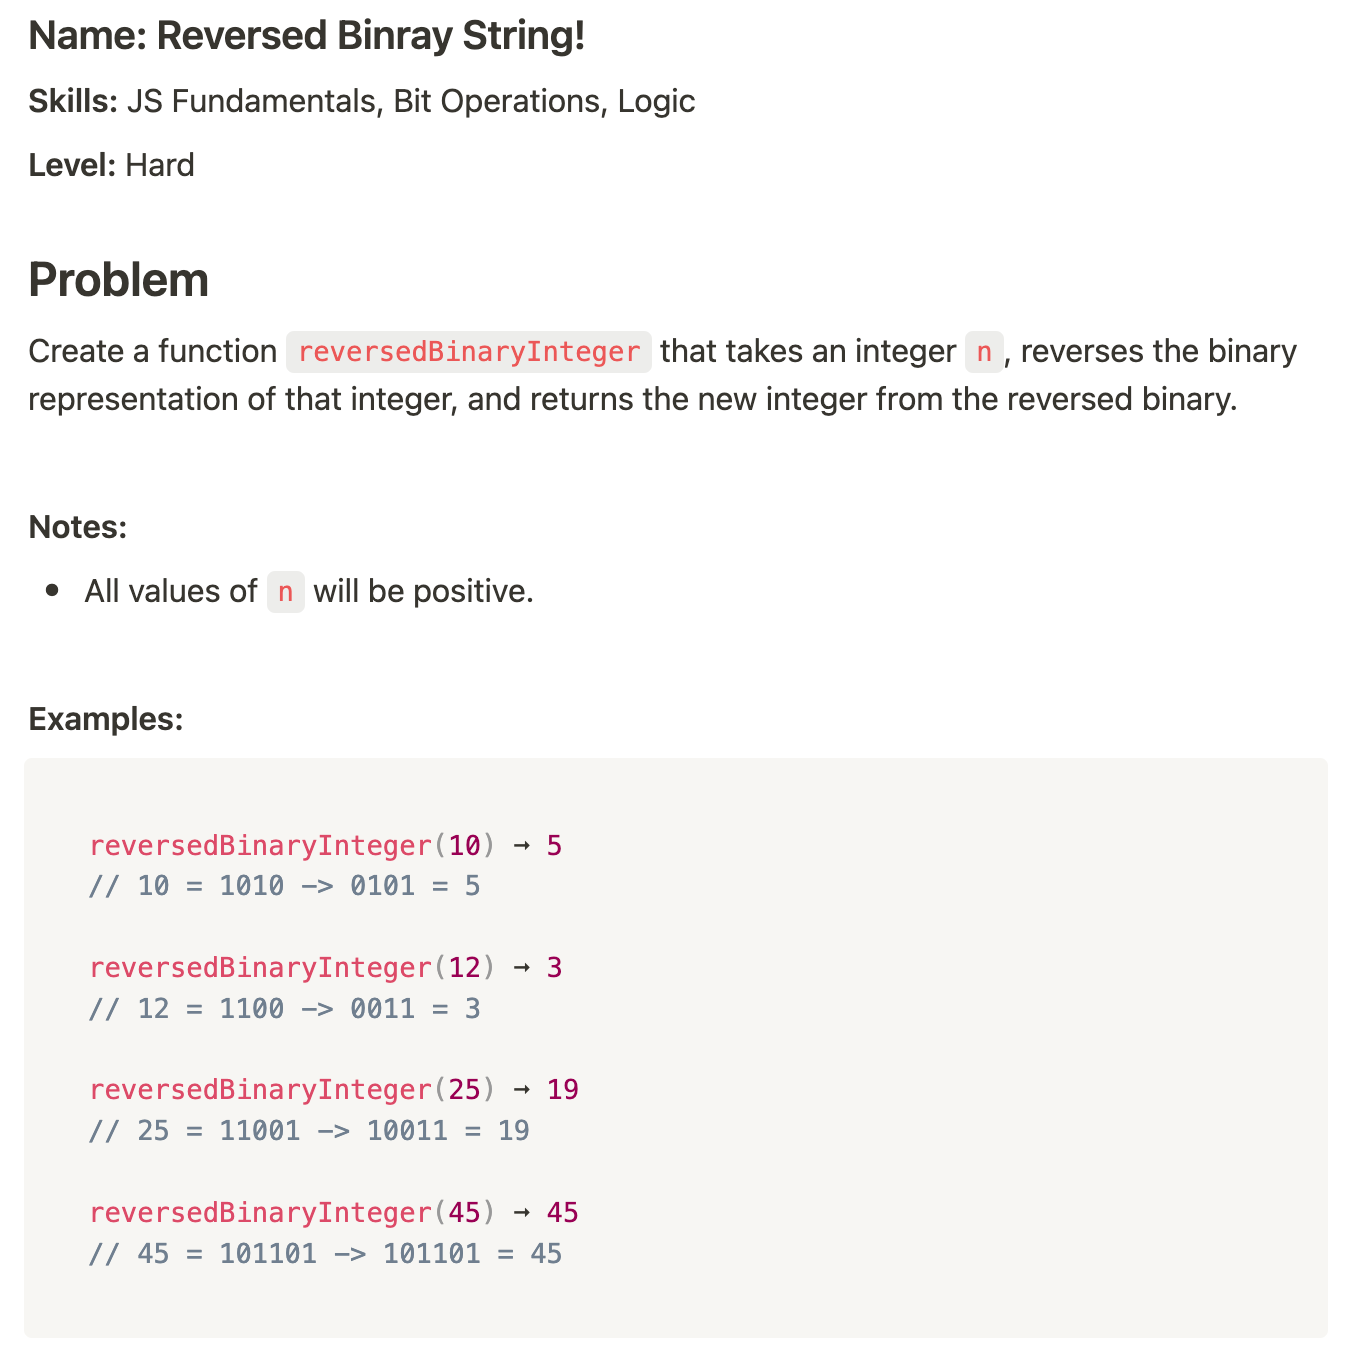 Name: Reversed Binray String!
Skills: JS Fundamentals, Bit Operations, Logic
Level: Hard
Problem
Create a function reversedBinaryInteger that takes an integer n, reverses the binary
representation of that integer, and returns the new integer from the reversed binary.
Notes:
• All values of n will be positive.
Examples:
reversedBinaryInteger(10) ➞ 5
// 10 = 1010 -> 0101 = 5
reversedBinaryInteger(12) ➞ 3
// 12 = 1100 -> 0011 = 3
reversedBinaryInteger(25) ➞ 19
// 25 = 11001 -> 10011 = 19
reversedBinaryInteger(45) ➞ 45
// 45 = 101101 -> 101101 = 45